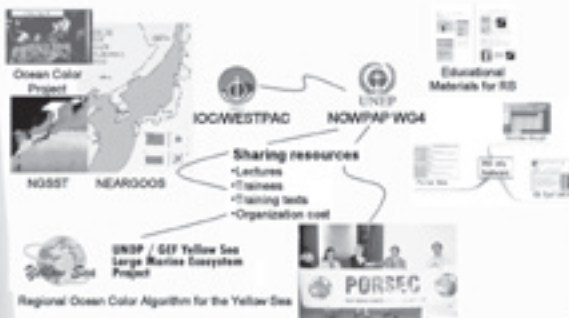 Ocean Color
Project
NGSST
NEARGOOS
IOC/WESTPAC
UNEP
NOWPAP WG4
Educational
Materials for RS
Sharing resources
•Lectures
•Trainees
•Training texts
•Organization cost
Yellow Sea
UNDP / GEF Yellow Sea
Large Marine Ecosystem
Project
Regional Ocean Color Algorithm for the Yellow Sea
PORSEC